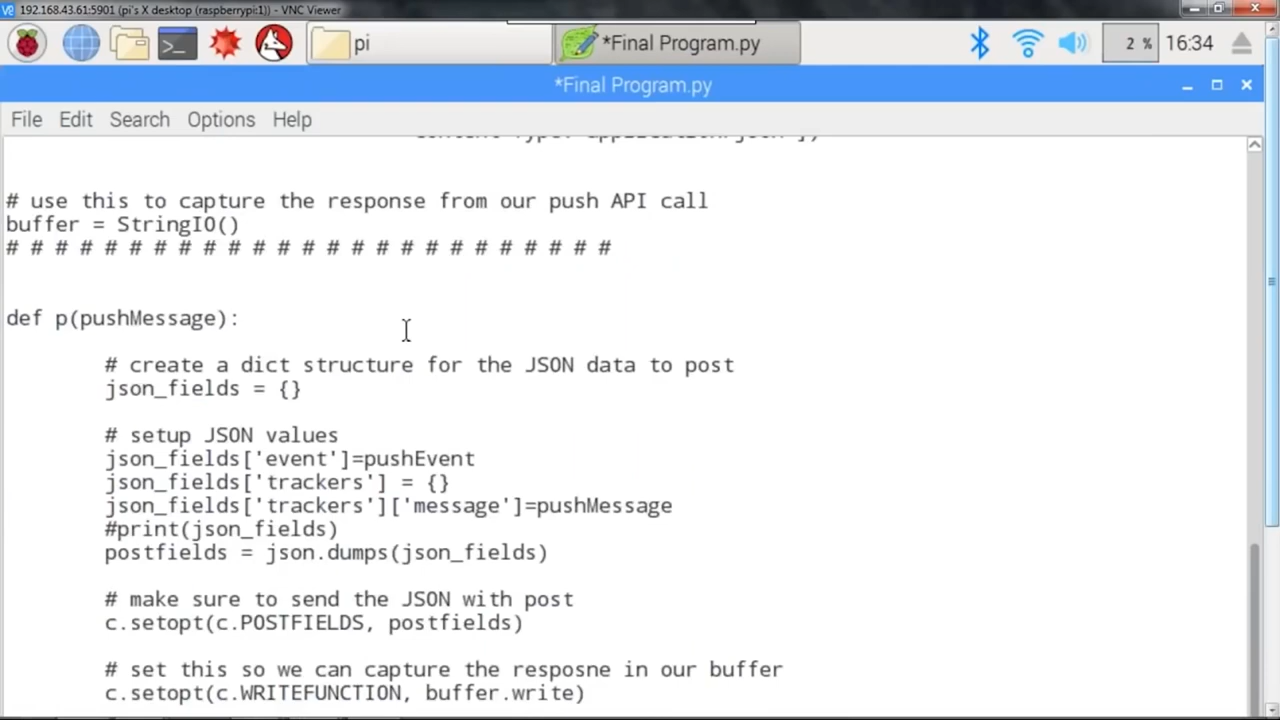 192.168.43.61:5901 (pi's X desktop (raspberrypi:1)) - VNC Viewer
pi
*Final Program.py
2 %
16:34
*Final Program.py
File Edit Search Options Help
# use this to capture the response from our push API call
buffer = StringIO()
# # # # # # # # # # # # # # # # # # # # # # # # #
def p(pushMessage):
# create a dict structure for the JSON data to post
json_fields = {}
# setup JSON values
json_fields['event']=pushEvent
json_fields['trackers'] = {}
json_fields['trackers']['message']=pushMessage
#print(json_fields)
postfields = json.dumps(json_fields)
# make sure to send the JSON with post
c.setopt(c.POSTFIELDS, postfields)
# set this so we can capture the resposne in our buffer
c.setopt(c.WRITEFUNCTION, buffer.write)